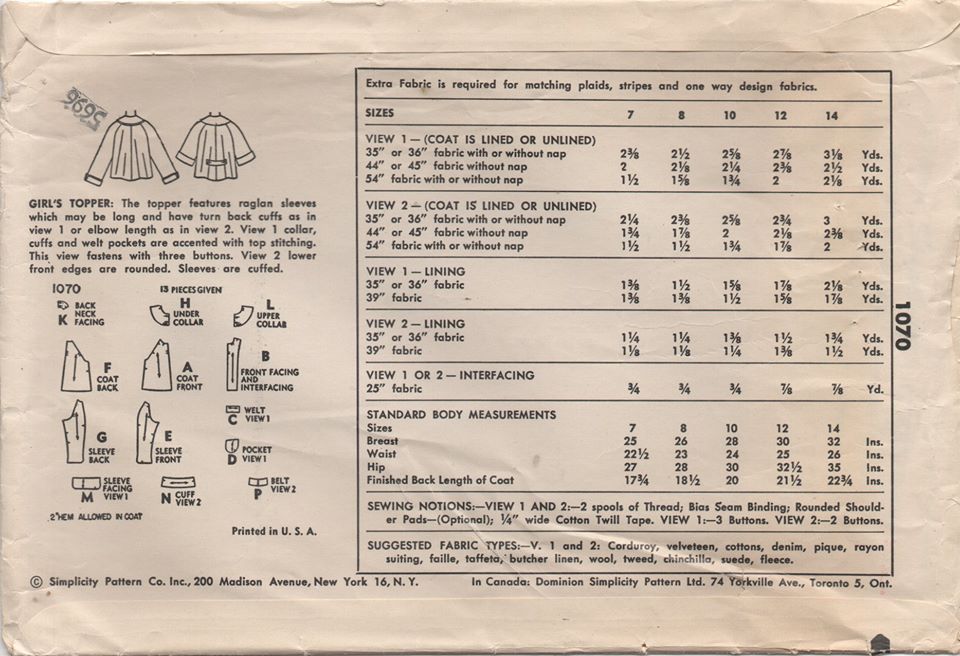 5696
GIRL'S TOPPER: The topper features raglan sleeves
which may be long and have turn back cuffs as in
view 1 or elbow length as in view 2. View 1 collar,
cuffs and welt pockets are accented with top stitching.
This view fastens with three buttons. View 2 lower
front edges are rounded. Sleeves are cuffed.
1070 13 PIECES GIVEN
K BACK NECK FACING
H UNDER COLLAR
L UPPER COLLAR
F COAT BACK
A COAT FRONT
B FRONT FACING AND INTERFACING
G SLEEVE BACK
E SLEEVE FRONT
C WELT VIEW 1
D POCKET VIEW 1
M SLEEVE FACING VIEW 1
N CUFF VIEW 2
P BELT VIEW 2
2" HEM ALLOWED IN COAT
Printed in U. S. A.
Extra Fabric is required for matching plaids, stripes and one way design fabrics.
SIZES 7 8 10 12 14
VIEW 1 — (COAT IS LINED OR UNLINED)
35" or 36" fabric with or without nap 2⅜ 2½ 2⅝ 2⅞ 3⅛ Yds.
44" or 45" fabric without nap 2 2⅛ 2¼ 2⅜ 2½ Yds.
54" fabric with or without nap 1½ 1⅝ 1¾ 2 2⅛ Yds.
VIEW 2 — (COAT IS LINED OR UNLINED)
35" or 36" fabric with or without nap 2¼ 2⅜ 2⅝ 2¾ 3 Yds.
44" or 45" fabric without nap 1¾ 1⅞ 2 2⅛ 2⅜ Yds.
54" fabric with or without nap 1½ 1½ 1¾ 1⅞ 2 Yds.
VIEW 1 — LINING
35" or 36" fabric 1⅜ 1½ 1⅝ 1⅞ 2⅛ Yds.
39" fabric 1⅜ 1⅜ 1½ 1⅝ 1⅞ Yds.
VIEW 2 — LINING
35" or 36" fabric 1¼ 1¼ 1⅜ 1½ 1¾ Yds.
39" fabric 1⅛ 1⅛ 1¼ 1⅜ 1½ Yds.
VIEW 1 OR 2 — INTERFACING
25" fabric ¾ ¾ ¾ ⅞ ⅞ Yd.
STANDARD BODY MEASUREMENTS
Sizes 7 8 10 12 14
Breast 25 26 28 30 32 Ins.
Waist 22½ 23 24 25 26 Ins.
Hip 27 28 30 32½ 35 Ins.
Finished Back Length of Coat 17¾ 18½ 20 21½ 22¾ Ins.
SEWING NOTIONS:—VIEW 1 AND 2:—2 spools of Thread; Bias Seam Binding; Rounded Should-
er Pads—(Optional); ¼" wide Cotton Twill Tape. VIEW 1:—3 Buttons. VIEW 2:—2 Buttons.
SUGGESTED FABRIC TYPES:—V. 1 and 2: Corduroy, velveteen, cottons, denim, pique, rayon
suiting, faille, taffeta, butcher linen, wool, tweed, chinchilla, suede, fleece.
1070
© Simplicity Pattern Co. Inc., 200 Madison Avenue, New York 16, N. Y. In Canada: Dominion Simplicity Pattern Ltd. 74 Yorkville Ave., Toronto 5, Ont.